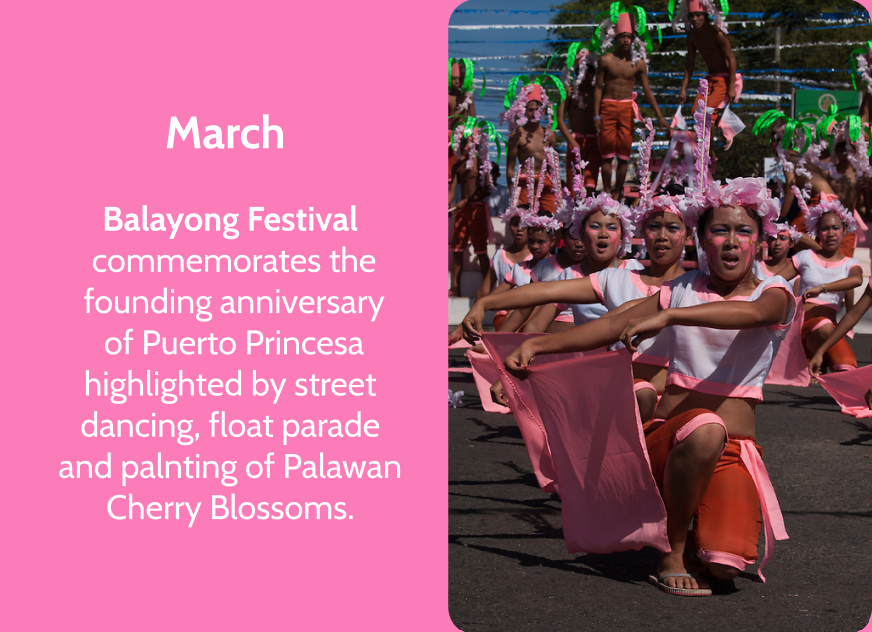 March
Balayong Festival
commemorates the
founding anniversary
of Puerto Princesa
highlighted by street
dancing, float parade
and palnting of Palawan
Cherry Blossoms.